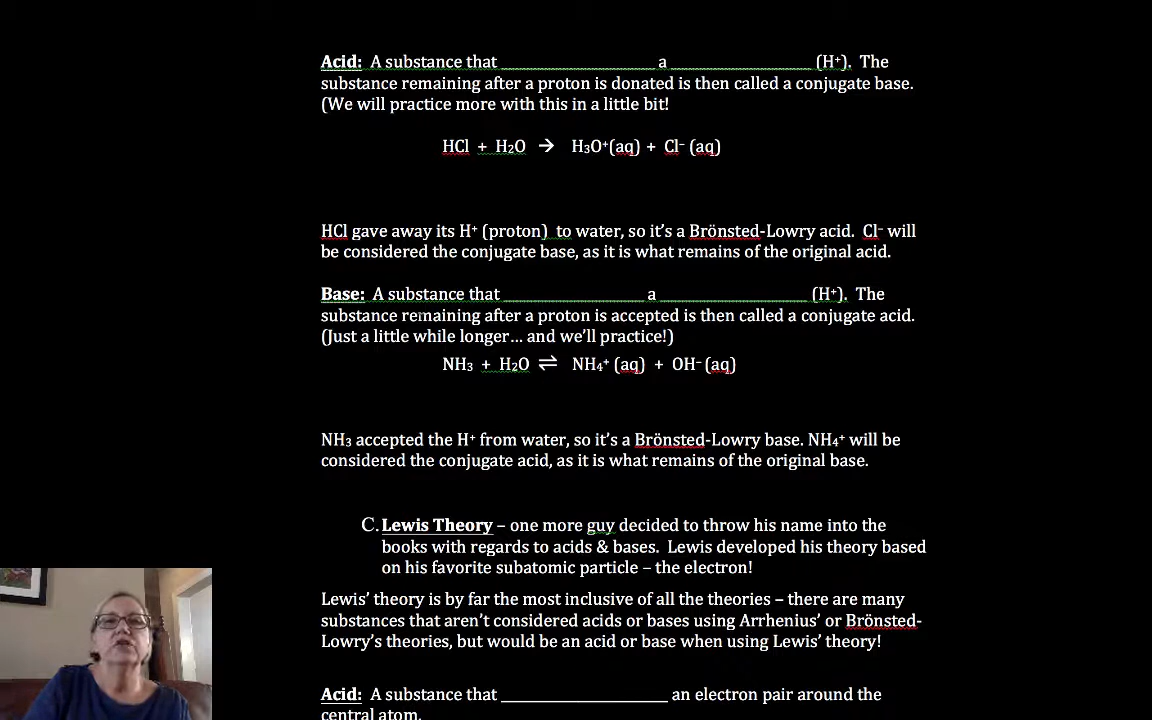 Acid: A substance that ____________________ a __________________ (H⁺). The
substance remaining after a proton is donated is then called a conjugate base.
(We will practice more with this in a little bit!
HCl + H₂O → H₃O⁺(aq) + Cl⁻ (aq)
HCl gave away its H⁺ (proton) to water, so it's a Brönsted-Lowry acid. Cl⁻ will
be considered the conjugate base, as it is what remains of the original acid.
Base: A substance that __________________ a ___________________ (H⁺). The
substance remaining after a proton is accepted is then called a conjugate acid.
(Just a little while longer… and we'll practice!)
NH₃ + H₂O ⇌ NH₄⁺ (aq) + OH⁻ (aq)
NH₃ accepted the H⁺ from water, so it's a Brönsted-Lowry base. NH₄⁺ will be
considered the conjugate acid, as it is what remains of the original base.
C. Lewis Theory – one more guy decided to throw his name into the
books with regards to acids & bases. Lewis developed his theory based
on his favorite subatomic particle – the electron!
Lewis' theory is by far the most inclusive of all the theories – there are many
substances that aren't considered acids or bases using Arrhenius' or Brönsted-
Lowry's theories, but would be an acid or base when using Lewis' theory!
Acid: A substance that _____________________ an electron pair around the
central atom.